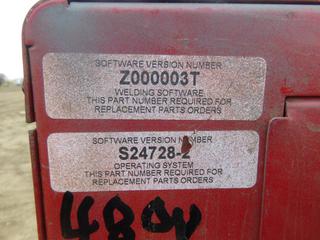 SOFTWARE VERSION NUMBER
Z000003T
WELDING SOFTWARE
THIS PART NUMBER REQUIRED FOR
REPLACEMENT PARTS ORDERS
SOFTWARE VERSION NUMBER
S24728-2
OPERATING SYSTEM
THIS PART NUMBER REQUIRED FOR
REPLACEMENT PARTS ORDERS
480v